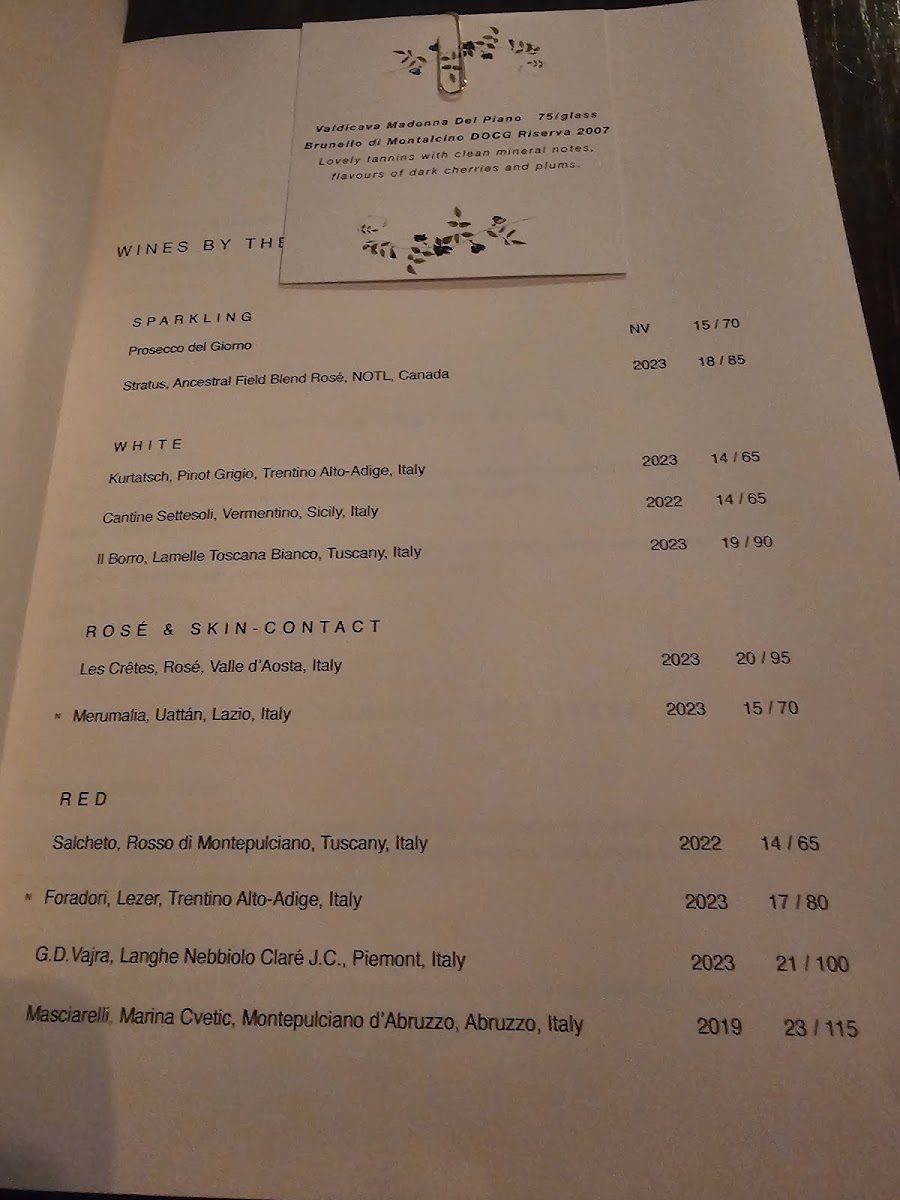 Valdicava Madonna Del Piano 75/glass
Brunello di Montalcino DOCG Riserva 2007
Lovely tannins with clean mineral notes,
flavours of dark cherries and plums.
WINES BY THE
SPARKLING
Prosecco del Giorno NV 15 / 70
Stratus, Ancestral Field Blend Rosé, NOTL, Canada 2023 18 / 85
WHITE
Kurtatsch, Pinot Grigio, Trentino Alto-Adige, Italy 2023 14 / 65
Cantine Settesoli, Vermentino, Sicily, Italy 2022 14 / 65
Il Borro, Lamelle Toscana Bianco, Tuscany, Italy 2023 19 / 90
ROSÉ & SKIN-CONTACT
Les Crêtes, Rosé, Valle d'Aosta, Italy 2023 20 / 95
N Merumalia, Uattán, Lazio, Italy 2023 15 / 70
RED
Salcheto, Rosso di Montepulciano, Tuscany, Italy 2022 14 / 65
N Foradori, Lezer, Trentino Alto-Adige, Italy 2023 17 / 80
G.D.Vajra, Langhe Nebbiolo Claré J.C., Piemont, Italy 2023 21 / 100
Masciarelli, Marina Cvetic, Montepulciano d'Abruzzo, Abruzzo, Italy 2019 23 / 115